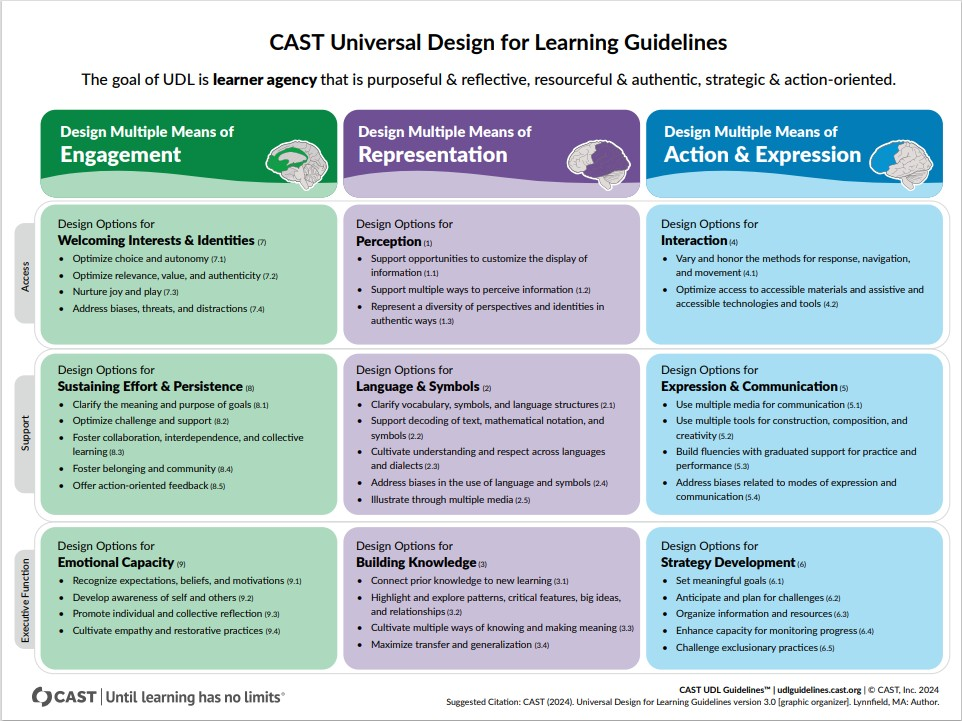 CAST Universal Design for Learning Guidelines
The goal of UDL is learner agency that is purposeful & reflective, resourceful & authentic, strategic & action-oriented.
Design Multiple Means of
Engagement
Design Multiple Means of
Representation
Design Multiple Means of
Action & Expression
Access
Design Options for
Welcoming Interests & Identities (7)
• Optimize choice and autonomy (7.1)
• Optimize relevance, value, and authenticity (7.2)
• Nurture joy and play (7.3)
• Address biases, threats, and distractions (7.4)
Design Options for
Perception (1)
• Support opportunities to customize the display of
information (1.1)
• Support multiple ways to perceive information (1.2)
• Represent a diversity of perspectives and identities in
authentic ways (1.3)
Design Options for
Interaction (4)
• Vary and honor the methods for response, navigation,
and movement (4.1)
• Optimize access to accessible materials and assistive and
accessible technologies and tools (4.2)
Support
Design Options for
Sustaining Effort & Persistence (8)
• Clarify the meaning and purpose of goals (8.1)
• Optimize challenge and support (8.2)
• Foster collaboration, interdependence, and collective
learning (8.3)
• Foster belonging and community (8.4)
• Offer action-oriented feedback (8.5)
Design Options for
Language & Symbols (2)
• Clarify vocabulary, symbols, and language structures (2.1)
• Support decoding of text, mathematical notation, and
symbols (2.2)
• Cultivate understanding and respect across languages
and dialects (2.3)
• Address biases in the use of language and symbols (2.4)
• Illustrate through multiple media (2.5)
Design Options for
Expression & Communication (5)
• Use multiple media for communication (5.1)
• Use multiple tools for construction, composition, and
creativity (5.2)
• Build fluencies with graduated support for practice and
performance (5.3)
• Address biases related to modes of expression and
communication (5.4)
Executive Function
Design Options for
Emotional Capacity (9)
• Recognize expectations, beliefs, and motivations (9.1)
• Develop awareness of self and others (9.2)
• Promote individual and collective reflection (9.3)
• Cultivate empathy and restorative practices (9.4)
Design Options for
Building Knowledge (3)
• Connect prior knowledge to new learning (3.1)
• Highlight and explore patterns, critical features, big ideas,
and relationships (3.2)
• Cultivate multiple ways of knowing and making meaning (3.3)
• Maximize transfer and generalization (3.4)
Design Options for
Strategy Development (6)
• Set meaningful goals (6.1)
• Anticipate and plan for challenges (6.2)
• Organize information and resources (6.3)
• Enhance capacity for monitoring progress (6.4)
• Challenge exclusionary practices (6.5)
CAST | Until learning has no limits®
CAST UDL Guidelines™ | udlguidelines.cast.org | © CAST, Inc. 2024
Suggested Citation: CAST (2024). Universal Design for Learning Guidelines version 3.0 [graphic organizer]. Lynnfield, MA: Author.